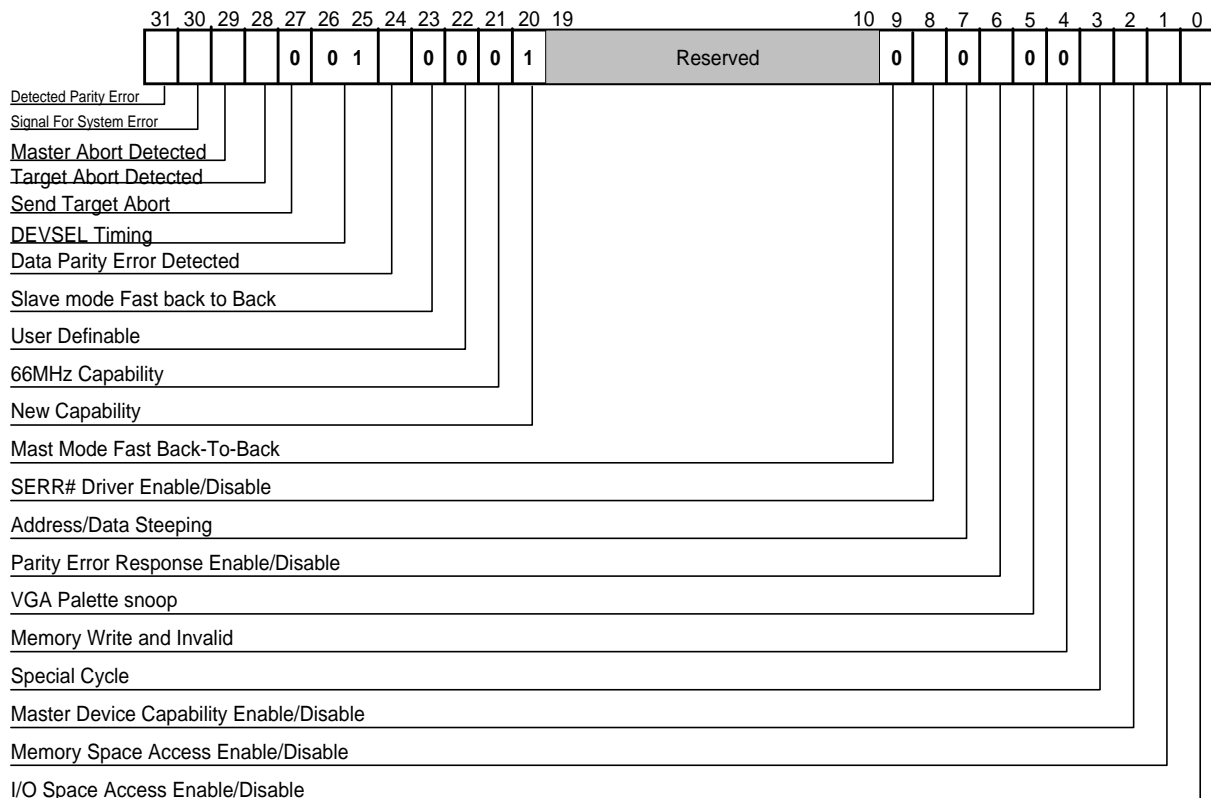 31 30 29 28 27 26 25 24 23 22 21 20 19 10 9 8 7 6 5 4 3 2 1 0
0 0 1 0 0 0 1 Reserved 0 0 0 0
Detected Parity Error
Signal For System Error
Master Abort Detected
Target Abort Detected
Send Target Abort
DEVSEL Timing
Data Parity Error Detected
Slave mode Fast back to Back
User Definable
66MHz Capability
New Capability
Mast Mode Fast Back-To-Back
SERR# Driver Enable/Disable
Address/Data Steeping
Parity Error Response Enable/Disable
VGA Palette snoop
Memory Write and Invalid
Special Cycle
Master Device Capability Enable/Disable
Memory Space Access Enable/Disable
I/O Space Access Enable/Disable